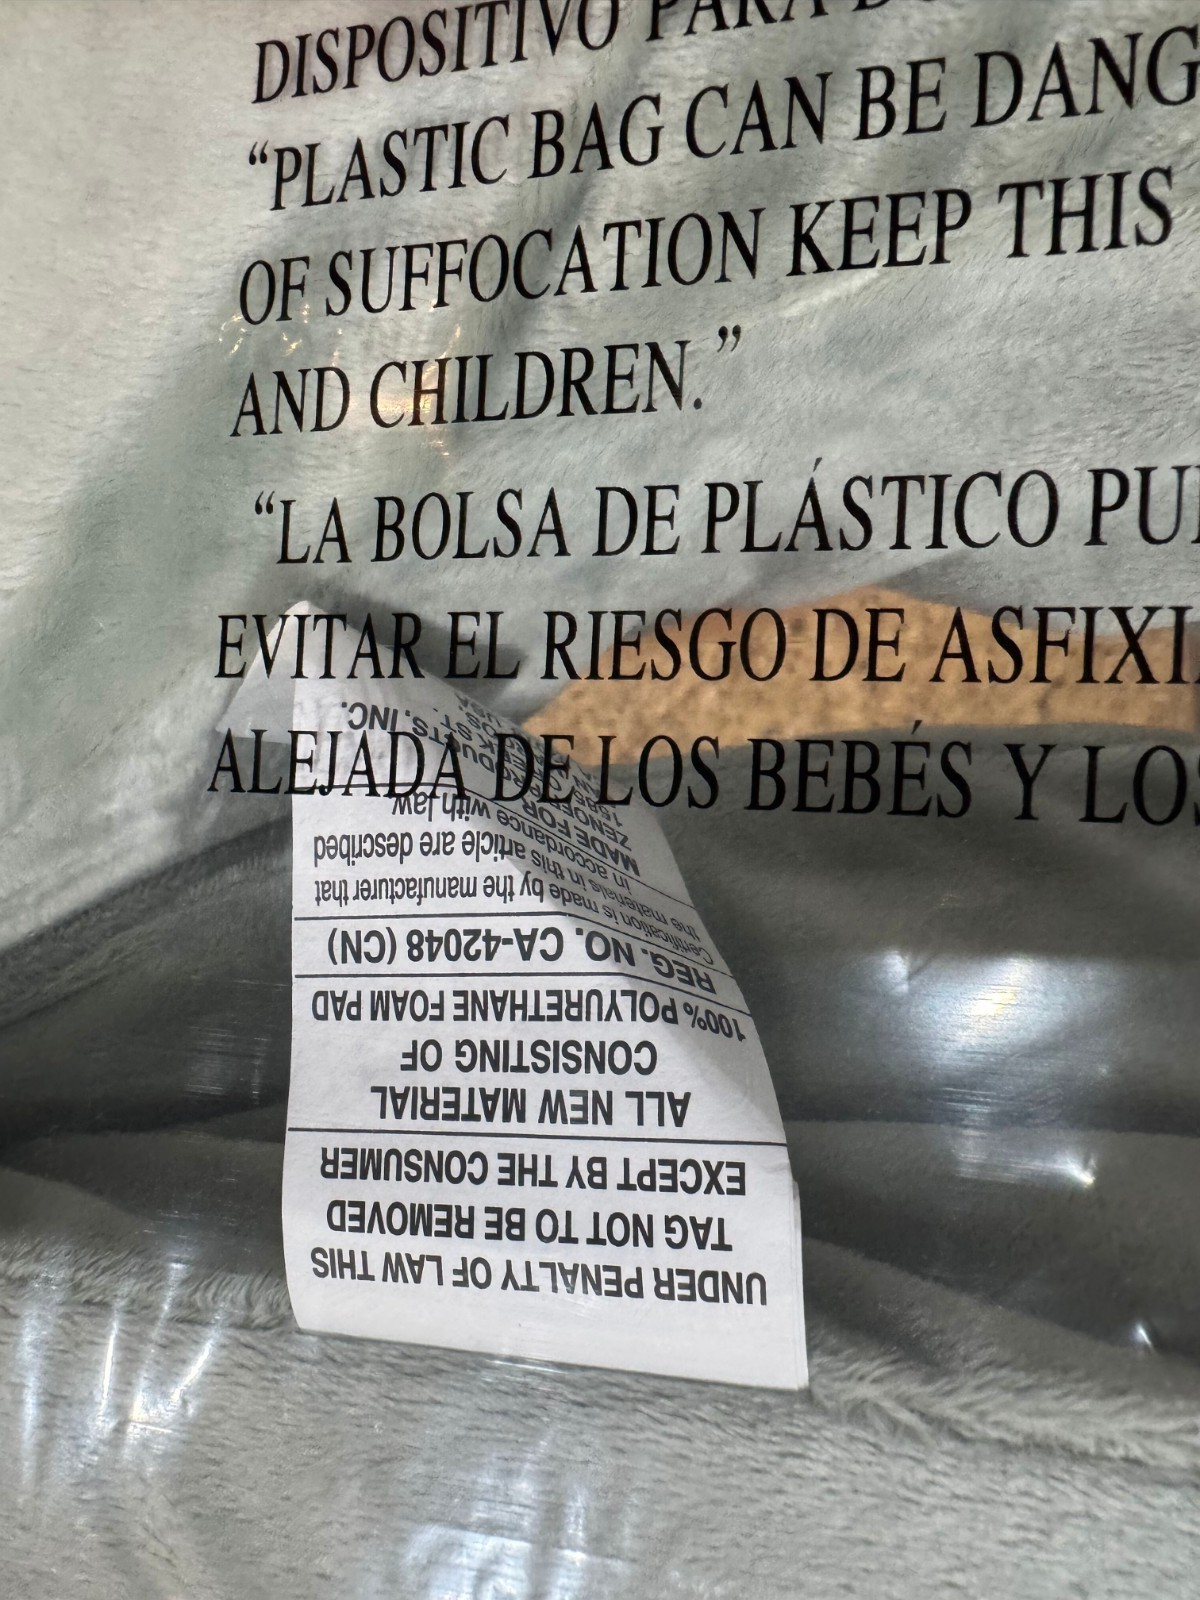 DISPOSITIVO PARA
“PLASTIC BAG CAN BE DANG
OF SUFFOCATION KEEP THIS
AND CHILDREN.”
“LA BOLSA DE PLÁSTICO PU
EVITAR EL RIESGO DE ASFIXI
ALEJADA DE LOS BEBÉS Y LOS
UNDER PENALTY OF LAW THIS
TAG NOT TO BE REMOVED
EXCEPT BY THE CONSUMER
ALL NEW MATERIAL
CONSISTING OF
100% POLYURETHANE FOAM PAD
REG. NO. CA-42048 (CN)
Certification is made by the manufacturer that
the materials in this article are described
in accordance with law
MADE FOR
PRODUCTS, INC.